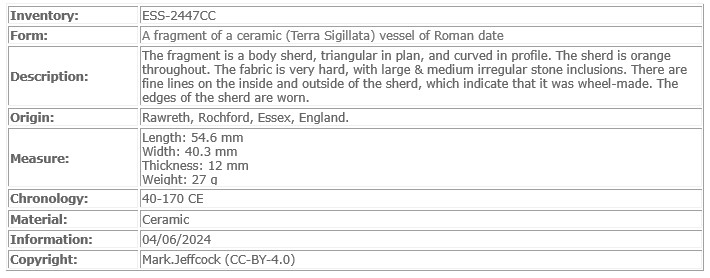 Inventory: ESS-2447CC
Form: A fragment of a ceramic (Terra Sigillata) vessel of Roman date
Description: The fragment is a body sherd, triangular in plan, and curved in profile. The sherd is orange
throughout. The fabric is very hard, with large & medium irregular stone inclusions. There are
fine lines on the inside and outside of the sherd, which indicate that it was wheel-made. The
edges of the sherd are worn.
Origin: Rawreth, Rochford, Essex, England.
Measure: Length: 54.6 mm
Width: 40.3 mm
Thickness: 12 mm
Weight: 27 g
Chronology: 40-170 CE
Material: Ceramic
Information: 04/06/2024
Copyright: Mark.Jeffcock (CC-BY-4.0)